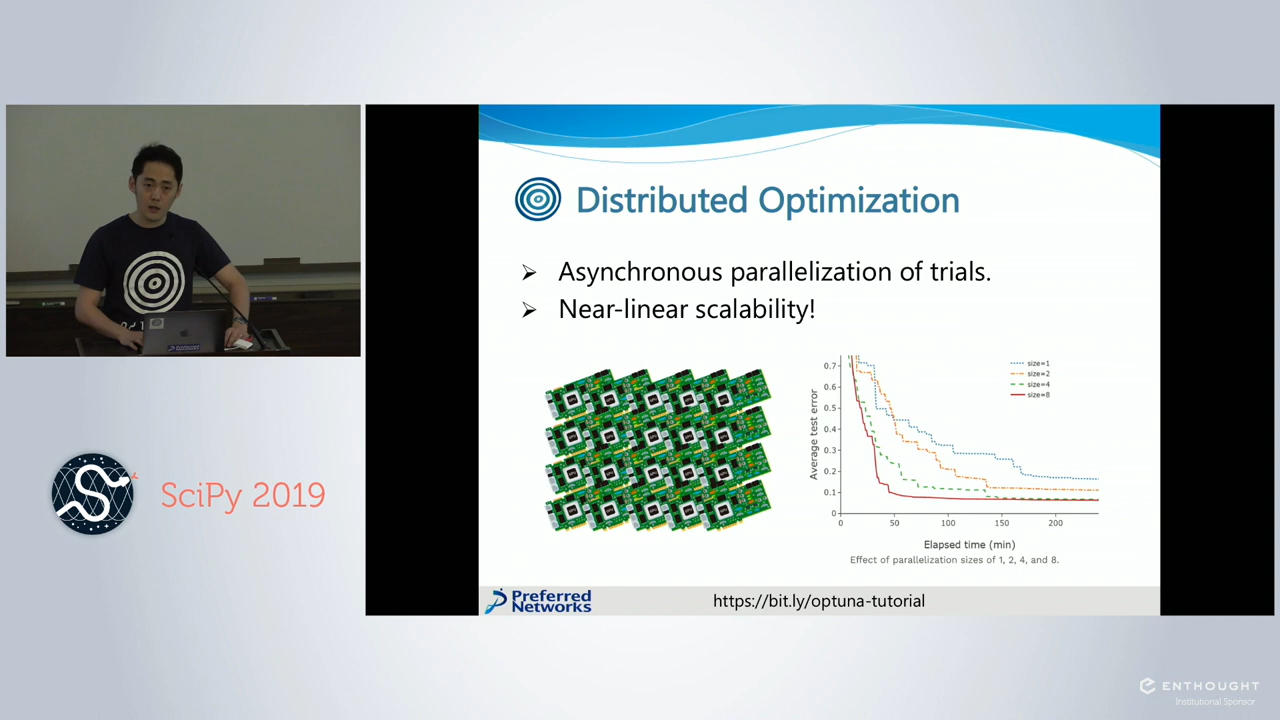 Distributed Optimization
Asynchronous parallelization of trials.
Near-linear scalability!
Average test error
0.7
0.6
0.5
0.4
0.3
0.2
0.1
0
0 50 100 150 200
size=1
size=2
size=4
size=8
Elapsed time (min)
Effect of parallelization sizes of 1, 2, 4, and 8.
Preferred
Networks
https://bit.ly/optuna-tutorial
S
SciPy 2019
ENTHOUGHT
Institutional Sponsor